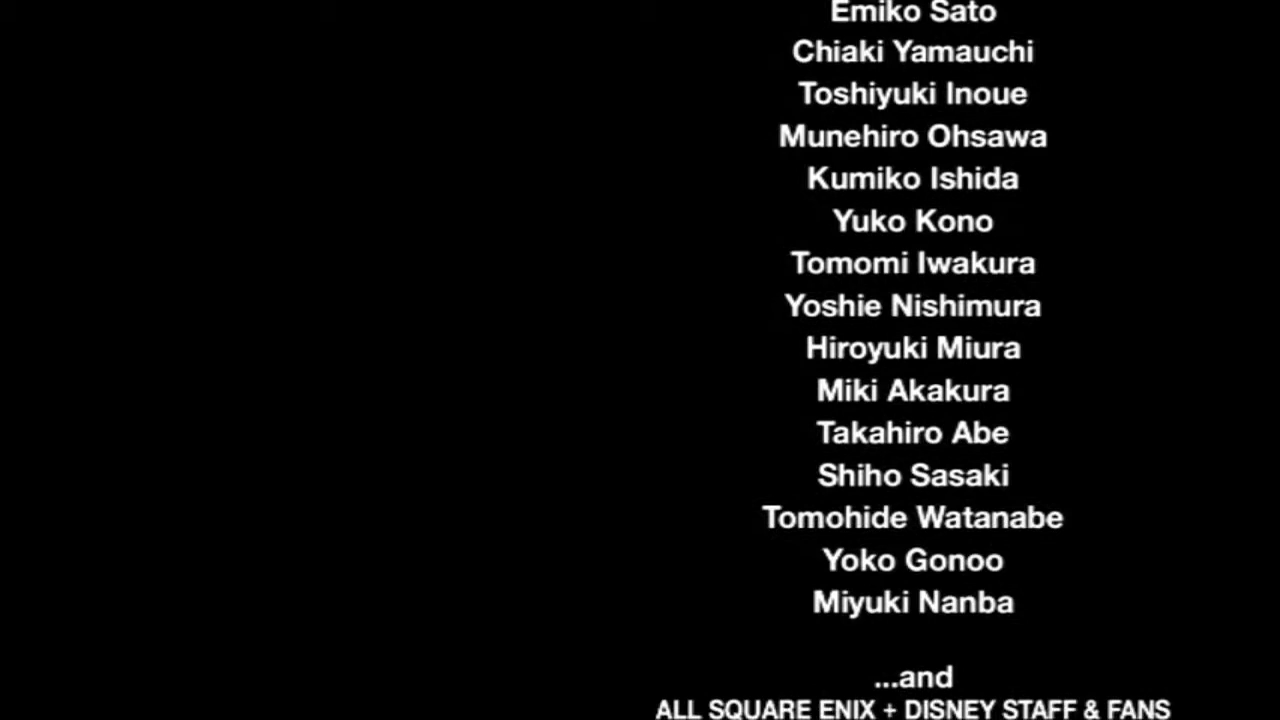 Emiko Sato
Chiaki Yamauchi
Toshiyuki Inoue
Munehiro Ohsawa
Kumiko Ishida
Yuko Kono
Tomomi Iwakura
Yoshie Nishimura
Hiroyuki Miura
Miki Akakura
Takahiro Abe
Shiho Sasaki
Tomohide Watanabe
Yoko Gonoo
Miyuki Nanba
...and
ALL SQUARE ENIX + DISNEY STAFF & FANS